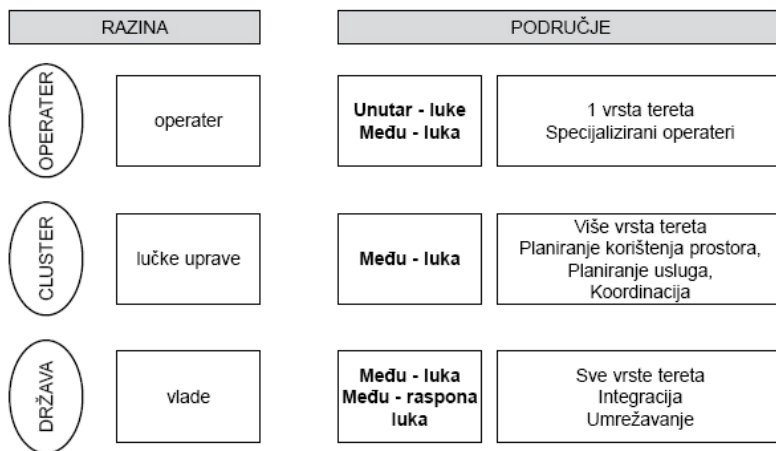 RAZINA
PODRUČJE
OPERATER
operater
Unutar - luke
Među - luka
1 vrsta tereta
Specijalizirani operateri
CLUSTER
lučke uprave
Među - luka
Više vrsta tereta
Planiranje korištenja prostora,
Planiranje usluga,
Koordinacija
DRŽAVA
vlade
Među - luka
Među - raspona
luka
Sve vrste tereta
Integracija
Umrežavanje